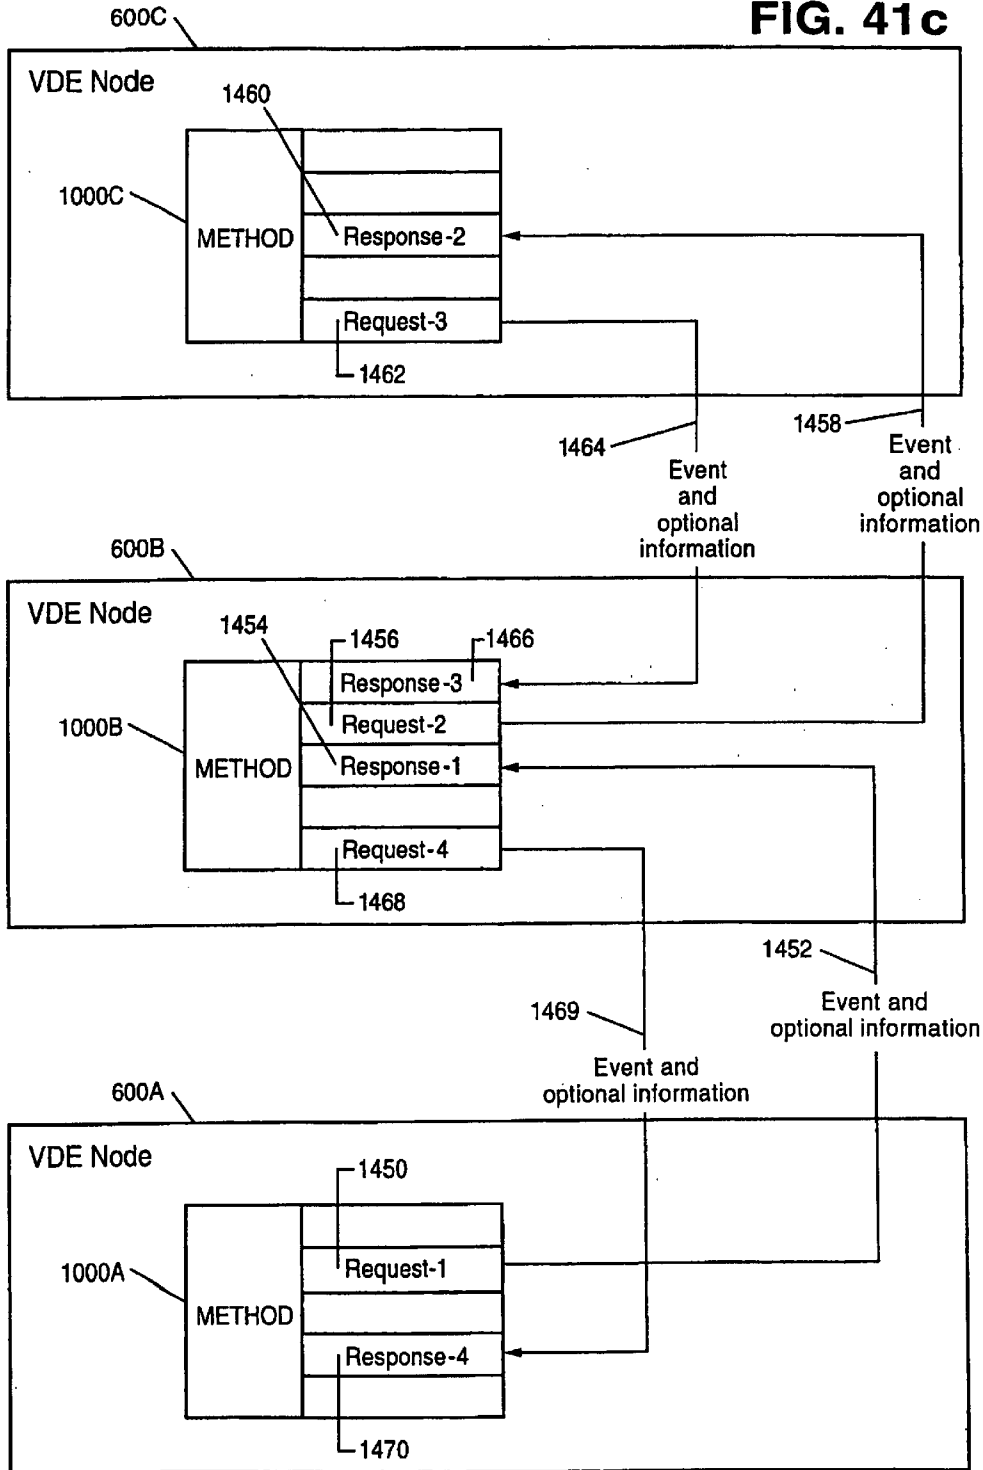 FIG. 41c
600C
VDE Node
1460
1000C
METHOD
Response-2
Request-3
1462
1464
1458
Event
and
optional
information
Event
and
optional
information
600B
VDE Node
1454
1456
1466
1000B
METHOD
Response-3
Request-2
Response-1
Request-4
1468
1452
Event and
optional information
1469
Event and
optional information
600A
VDE Node
1450
1000A
METHOD
Request-1
Response-4
1470